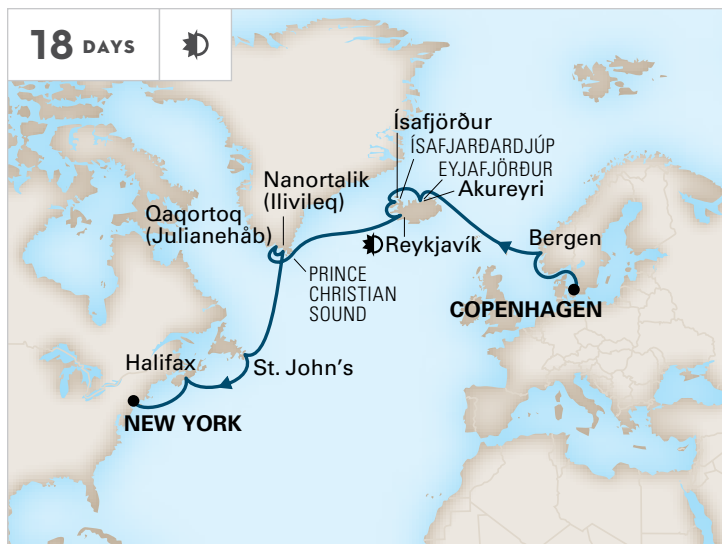 18 DAYS
Ísafjörður
ÍSAFJARÐARDJÚP
EYJAFJÖRÐUR
Akureyri
Nanortalik
(Ilivileq)
Qaqortoq
(Julianehåb)
Reykjavík
Bergen
PRINCE
CHRISTIAN
SOUND
COPENHAGEN
Halifax
St. John's
NEW YORK